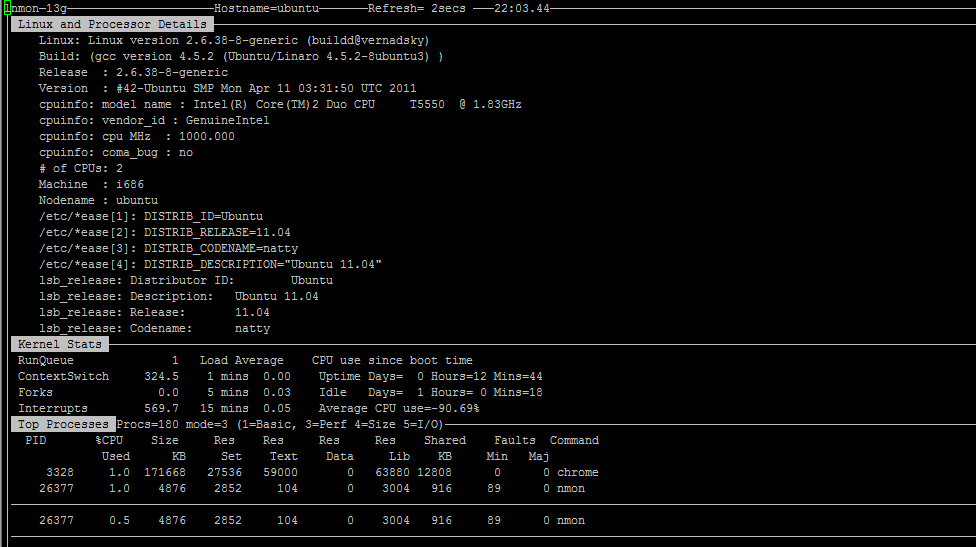 lnmon-13g Hostname=ubuntu Refresh= 2secs 22:03.44
Linux and Processor Details
Linux: Linux version 2.6.38-8-generic (buildd@vernadsky)
Build: (gcc version 4.5.2 (Ubuntu/Linaro 4.5.2-8ubuntu3) )
Release : 2.6.38-8-generic
Version : #42-Ubuntu SMP Mon Apr 11 03:31:50 UTC 2011
cpuinfo: model name : Intel(R) Core(TM)2 Duo CPU T5550 @ 1.83GHz
cpuinfo: vendor_id : GenuineIntel
cpuinfo: cpu MHz : 1000.000
cpuinfo: coma_bug : no
# of CPUs: 2
Machine : i686
Nodename : ubuntu
/etc/*ease[1]: DISTRIB_ID=Ubuntu
/etc/*ease[2]: DISTRIB_RELEASE=11.04
/etc/*ease[3]: DISTRIB_CODENAME=natty
/etc/*ease[4]: DISTRIB_DESCRIPTION="Ubuntu 11.04"
lsb_release: Distributor ID: Ubuntu
lsb_release: Description: Ubuntu 11.04
lsb_release: Release: 11.04
lsb_release: Codename: natty
Kernel Stats
RunQueue 1 Load Average CPU use since boot time
ContextSwitch 324.5 1 mins 0.00 Uptime Days= 0 Hours=12 Mins=44
Forks 0.0 5 mins 0.03 Idle Days= 1 Hours= 0 Mins=18
Interrupts 569.7 15 mins 0.05 Average CPU use=-90.69%
Top Processes Procs=180 mode=3 (1=Basic, 3=Perf 4=Size 5=I/O)
PID %CPU Size Res Res Res Res Shared Faults Command
Used KB Set Text Data Lib KB Min Maj
3328 1.0 171668 27536 59000 0 63880 12808 0 0 chrome
26377 1.0 4876 2852 104 0 3004 916 89 0 nmon
26377 0.5 4876 2852 104 0 3004 916 89 0 nmon